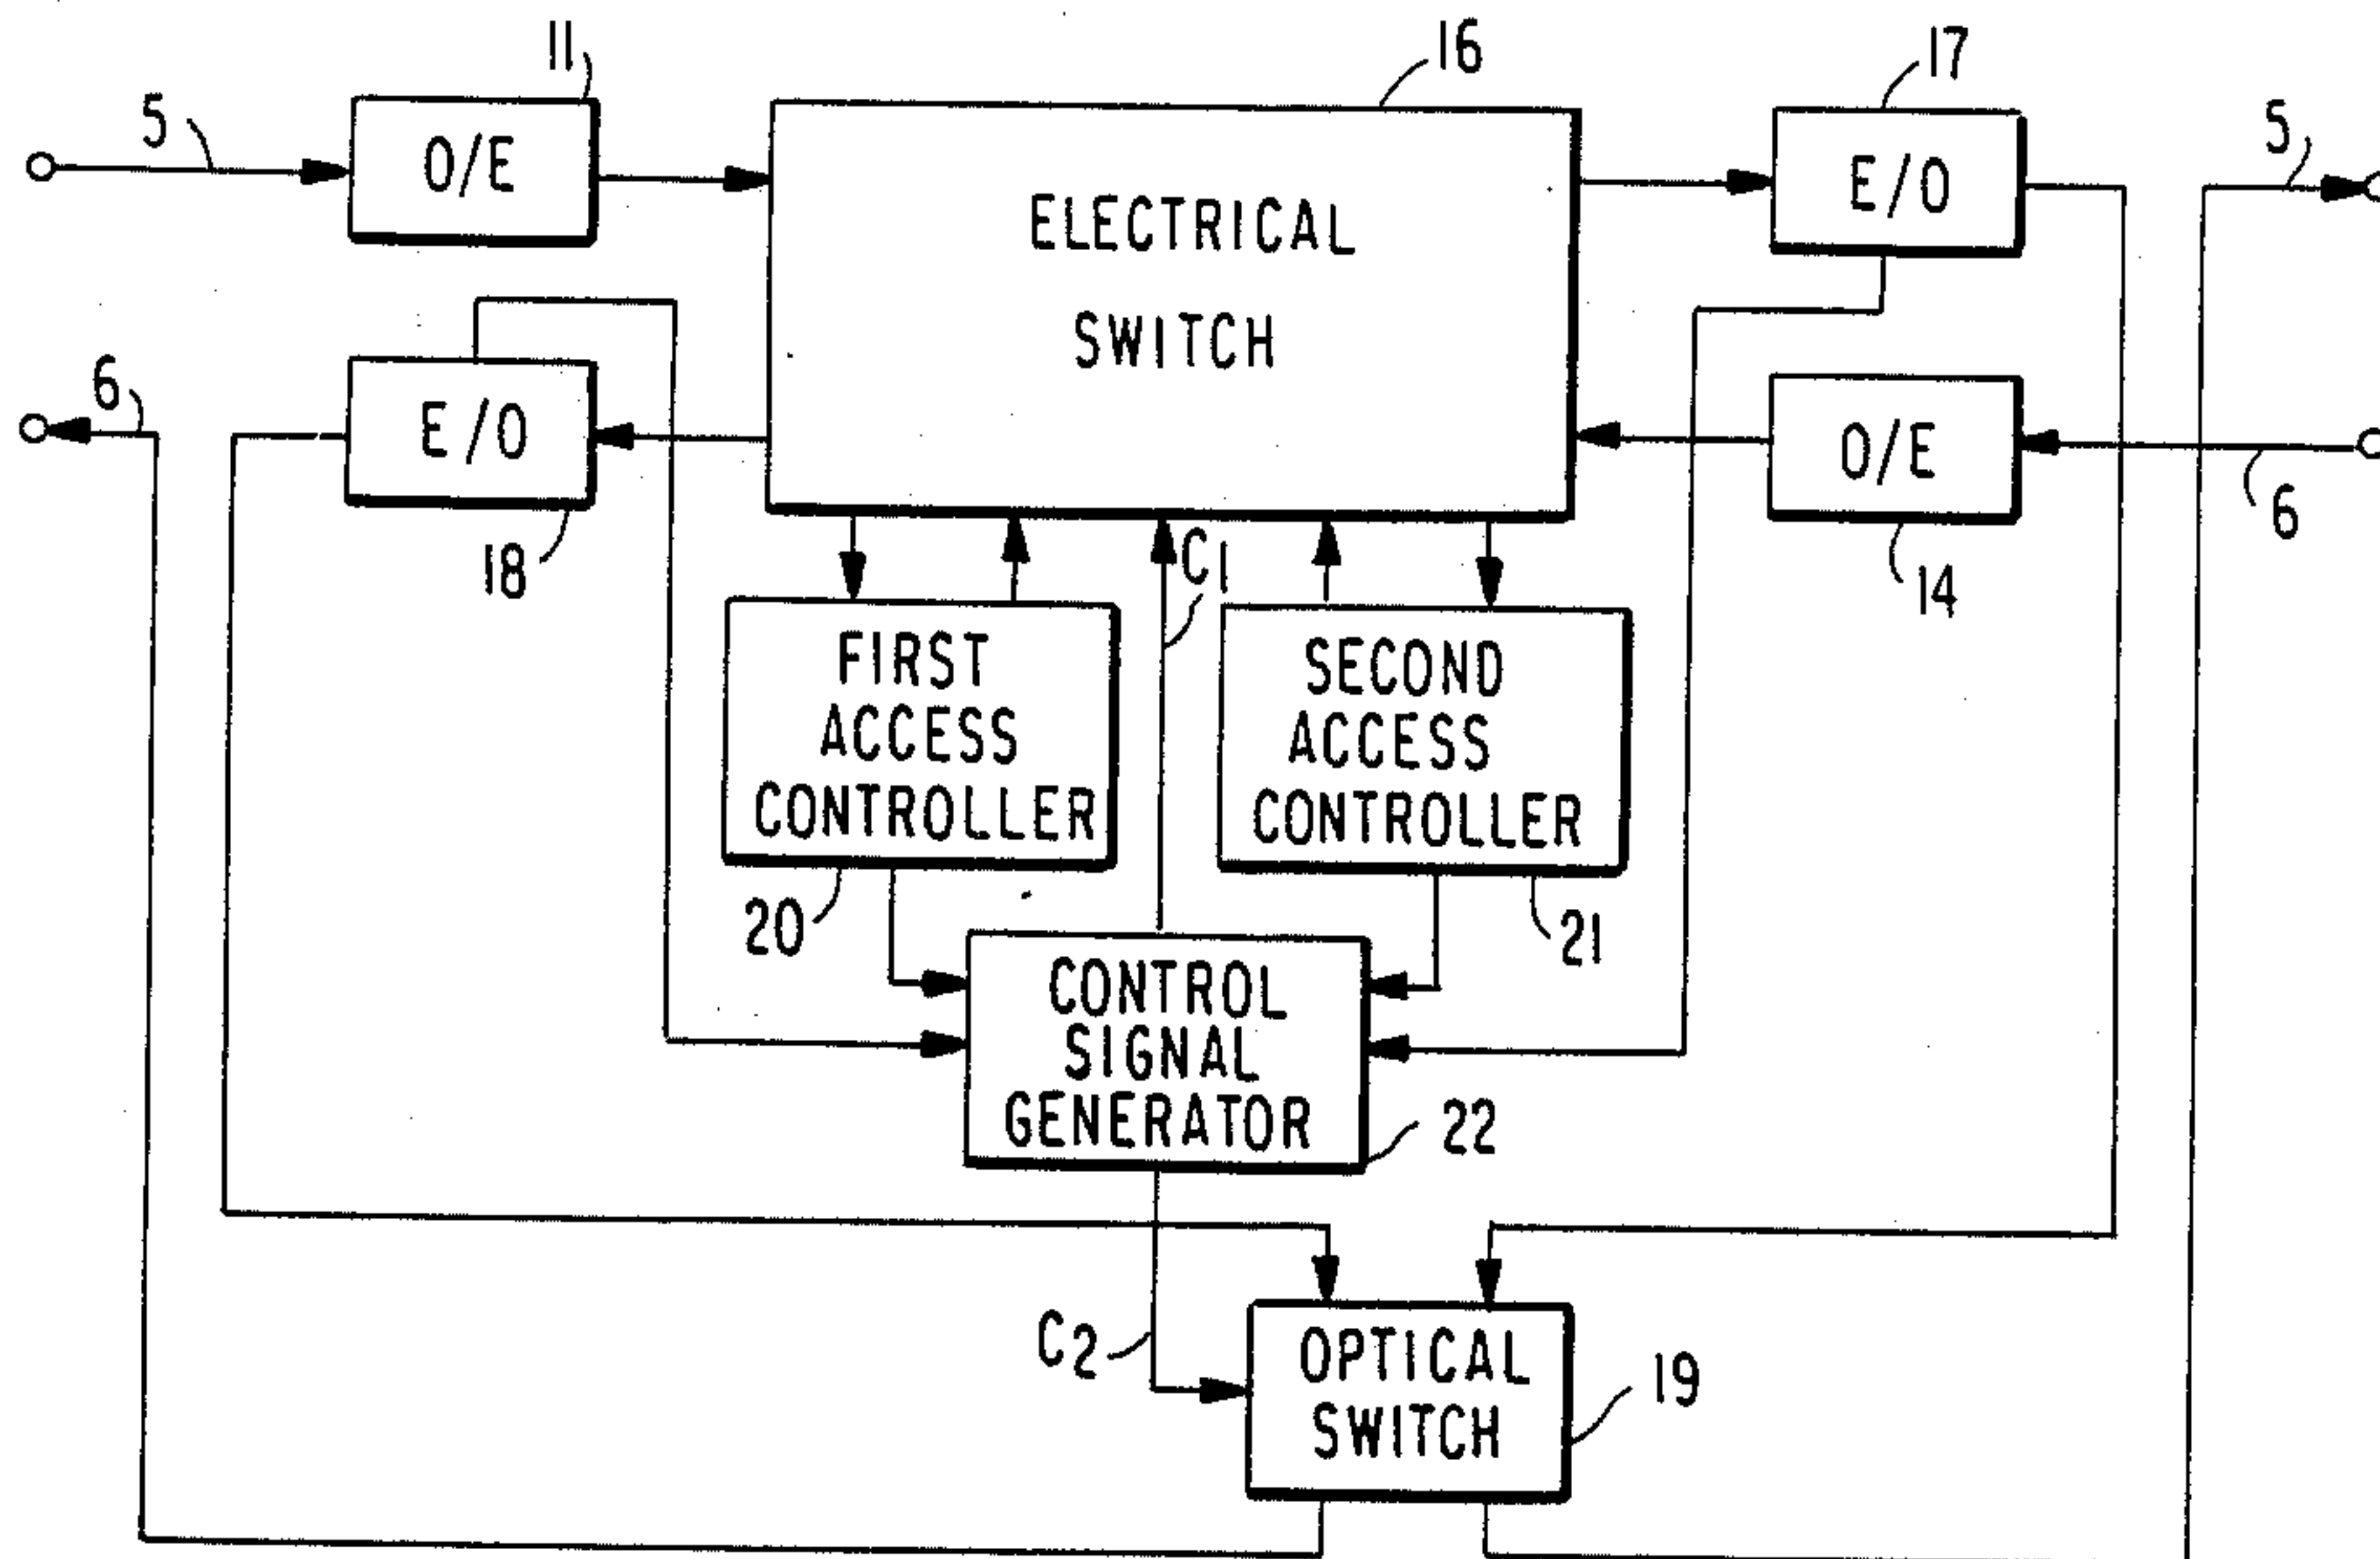 11
16
17
5
5
O/E
ELECTRICAL
SWITCH
E/O
6
E/O
O/E
6
18
14
C1
FIRST
ACCESS
CONTROLLER
SECOND
ACCESS
CONTROLLER
20
21
CONTROL
SIGNAL
GENERATOR
22
C2
OPTICAL
SWITCH
19